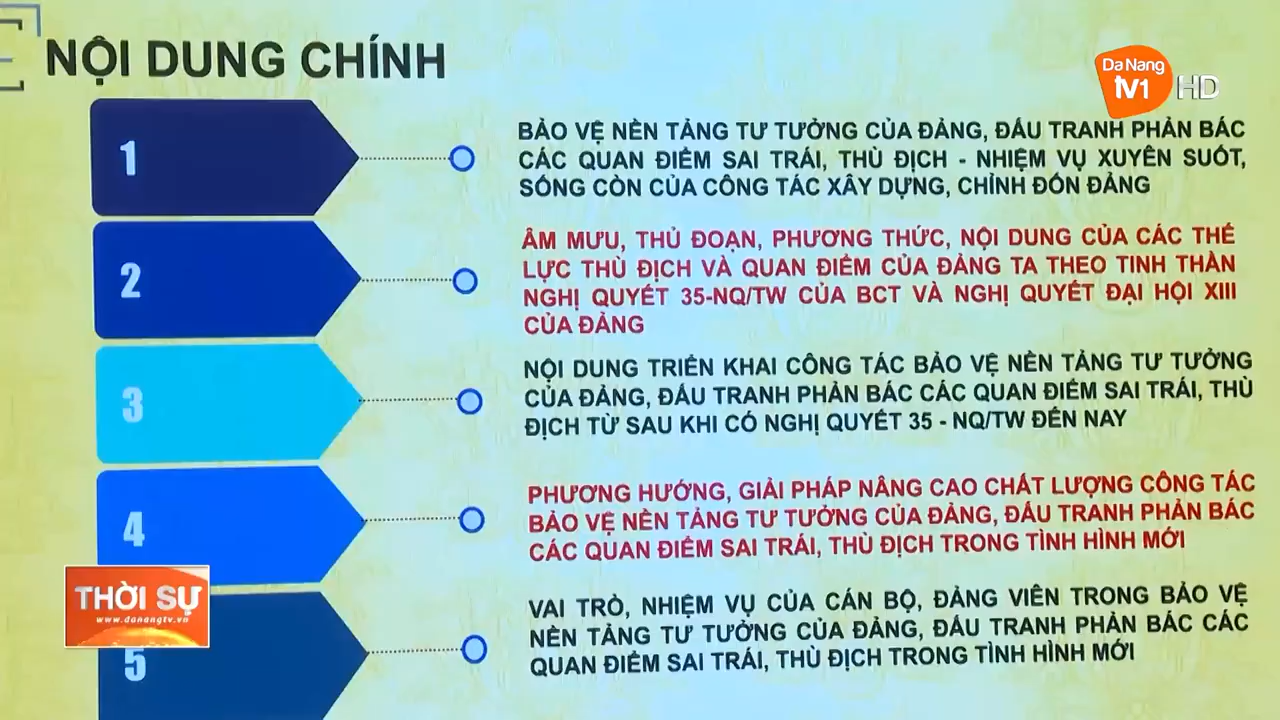 NỘI DUNG CHÍNH
Da Nang
TV1 HD
1
BẢO VỆ NỀN TẢNG TƯ TƯỞNG CỦA ĐẢNG, ĐẤU TRANH PHẢN BÁC
CÁC QUAN ĐIỂM SAI TRÁI, THÙ ĐỊCH - NHIỆM VỤ XUYÊN SUỐT,
SỐNG CÒN CỦA CÔNG TÁC XÂY DỰNG, CHỈNH ĐỐN ĐẢNG
2
ÂM MƯU, THỦ ĐOẠN, PHƯƠNG THỨC, NỘI DUNG CỦA CÁC THẾ
LỰC THÙ ĐỊCH VÀ QUAN ĐIỂM CỦA ĐẢNG TA THEO TINH THẦN
NGHỊ QUYẾT 35-NQ/TW CỦA BCT VÀ NGHỊ QUYẾT ĐẠI HỘI XIII
CỦA ĐẢNG
3
NỘI DUNG TRIỂN KHAI CÔNG TÁC BẢO VỆ NỀN TẢNG TƯ TƯỞNG
CỦA ĐẢNG, ĐẤU TRANH PHẢN BÁC CÁC QUAN ĐIỂM SAI TRÁI, THÙ
ĐỊCH TỪ SAU KHI CÓ NGHỊ QUYẾT 35 - NQ/TW ĐẾN NAY
4
PHƯƠNG HƯỚNG, GIẢI PHÁP NÂNG CAO CHẤT LƯỢNG CÔNG TÁC
BẢO VỆ NỀN TẢNG TƯ TƯỞNG CỦA ĐẢNG, ĐẤU TRANH PHẢN BÁC
CÁC QUAN ĐIỂM SAI TRÁI, THÙ ĐỊCH TRONG TÌNH HÌNH MỚI
THỜI SỰ
www.danangtv.vn
5
VAI TRÒ, NHIỆM VỤ CỦA CÁN BỘ, ĐẢNG VIÊN TRONG BẢO VỆ
NỀN TẢNG TƯ TƯỞNG CỦA ĐẢNG, ĐẤU TRANH PHẢN BÁC CÁC
QUAN ĐIỂM SAI TRÁI, THÙ ĐỊCH TRONG TÌNH HÌNH MỚI